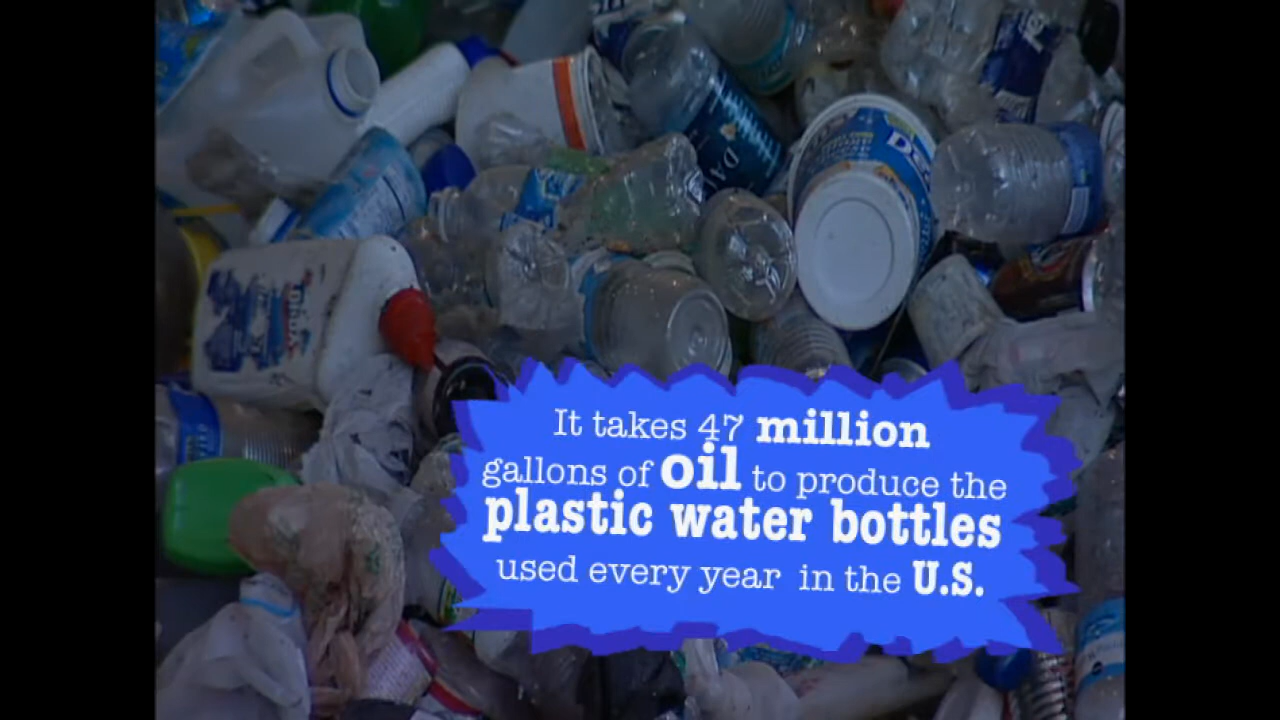 It takes 47 million
gallons of oil to produce the
plastic water bottles
used every year in the U.S.